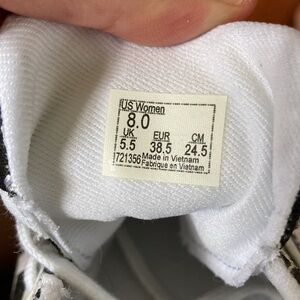 US Women
8.0
UK EUR CM
5.5 38.5 24.5
721356 Made in Vietnam
Fabriqué en Vietnam